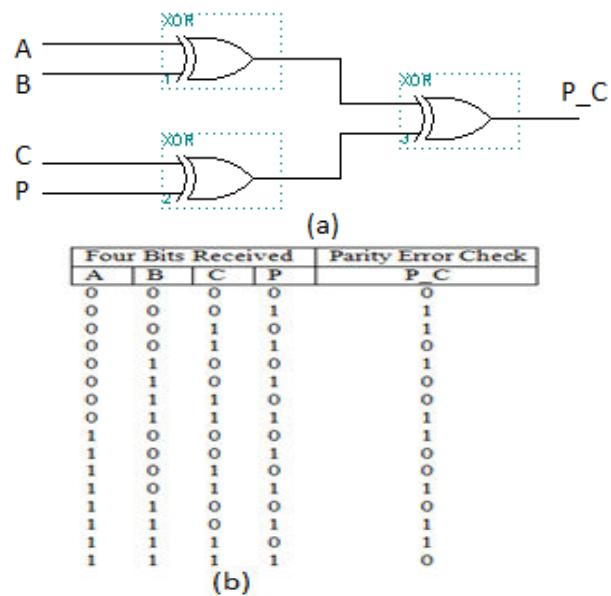 XOR
A
B
1
XOR
P_C
3
XOR
C
P
2
(a)
Four Bits Received Parity Error Check
A B C P P_C
0 0 0 0 0
0 0 0 1 1
0 0 1 0 1
0 0 1 1 0
0 1 0 0 1
0 1 0 1 0
0 1 1 0 0
0 1 1 1 1
1 0 0 0 1
1 0 0 1 0
1 0 1 0 0
1 0 1 1 1
1 1 0 0 0
1 1 0 1 1
1 1 1 0 1
1 1 1 1 0
(b)